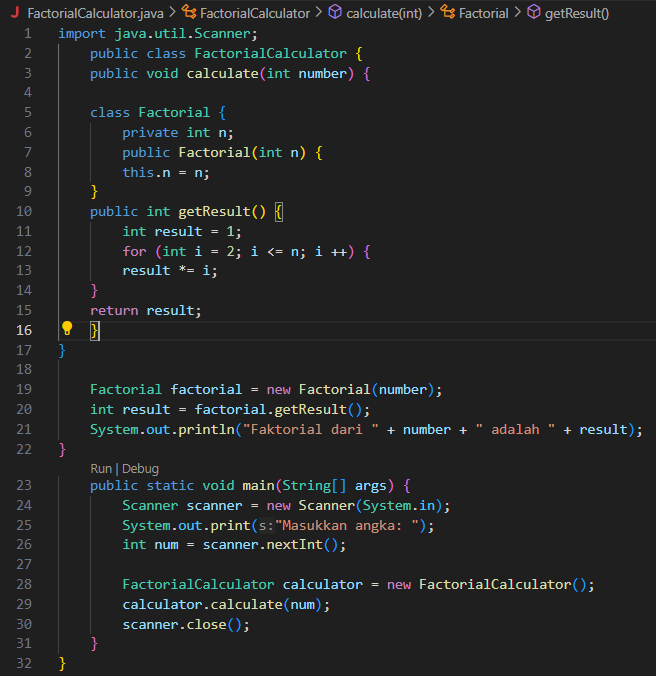 FactorialCalculator.java > FactorialCalculator > calculate(int) > Factorial > getResult()
1 import java.util.Scanner;
2 public class FactorialCalculator {
3 public void calculate(int number) {
4
5 class Factorial {
6 private int n;
7 public Factorial(int n) {
8 this.n = n;
9 }
10 public int getResult() {
11 int result = 1;
12 for (int i = 2; i <= n; i ++) {
13 result *= i;
14 }
15 return result;
16 }
17 }
18
19 Factorial factorial = new Factorial(number);
20 int result = factorial.getResult();
21 System.out.println("Faktorial dari " + number + " adalah " + result);
22 }
Run | Debug
23 public static void main(String[] args) {
24 Scanner scanner = new Scanner(System.in);
25 System.out.print(s:"Masukkan angka: ");
26 int num = scanner.nextInt();
27
28 FactorialCalculator calculator = new FactorialCalculator();
29 calculator.calculate(num);
30 scanner.close();
31 }
32 }